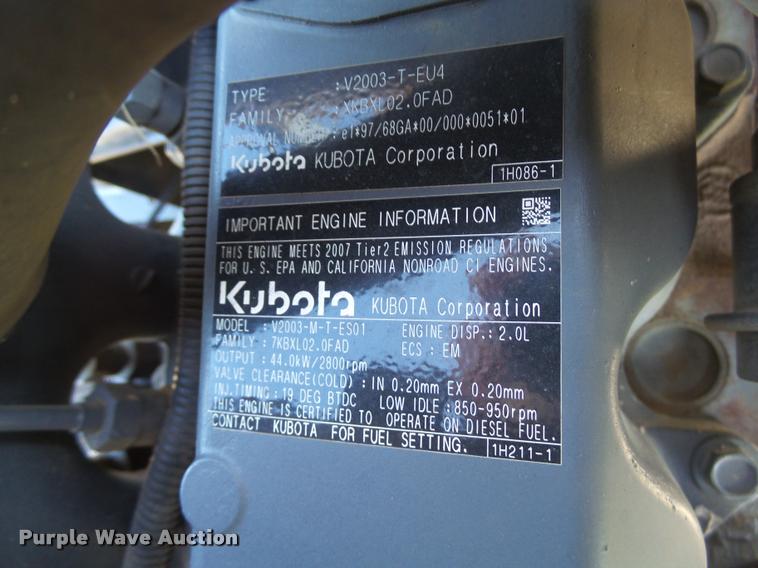 TYPE :V2003-T-EU4
FAMILY :XKBXL02.0FAD
APPROVAL NUMBER:e1*97/68GA*00/000*0051*01
Kubota KUBOTA Corporation
1H086-1
IMPORTANT ENGINE INFORMATION
THIS ENGINE MEETS 2007 Tier2 EMISSION REGULATIONS
FOR U.S. EPA AND CALIFORNIA NONROAD CI ENGINES.
Kubota KUBOTA Corporation
MODEL : V2003-M-T-ES01 ENGINE DISP.: 2.0L
FAMILY: 7KBXL02.0FAD ECS : EM
OUTPUT : 44.0kW/2800rpm
VALVE CLEARANCE(COLD) : IN 0.20mm EX 0.20mm
INJ.TIMING: 19 DEG BTDC LOW IDLE: 850-950rpm
THIS ENGINE IS CERTIFIED TO OPERATE ON DIESEL FUEL.
CONTACT KUBOTA FOR FUEL SETTING. 1H211-1
Purple Wave Auction